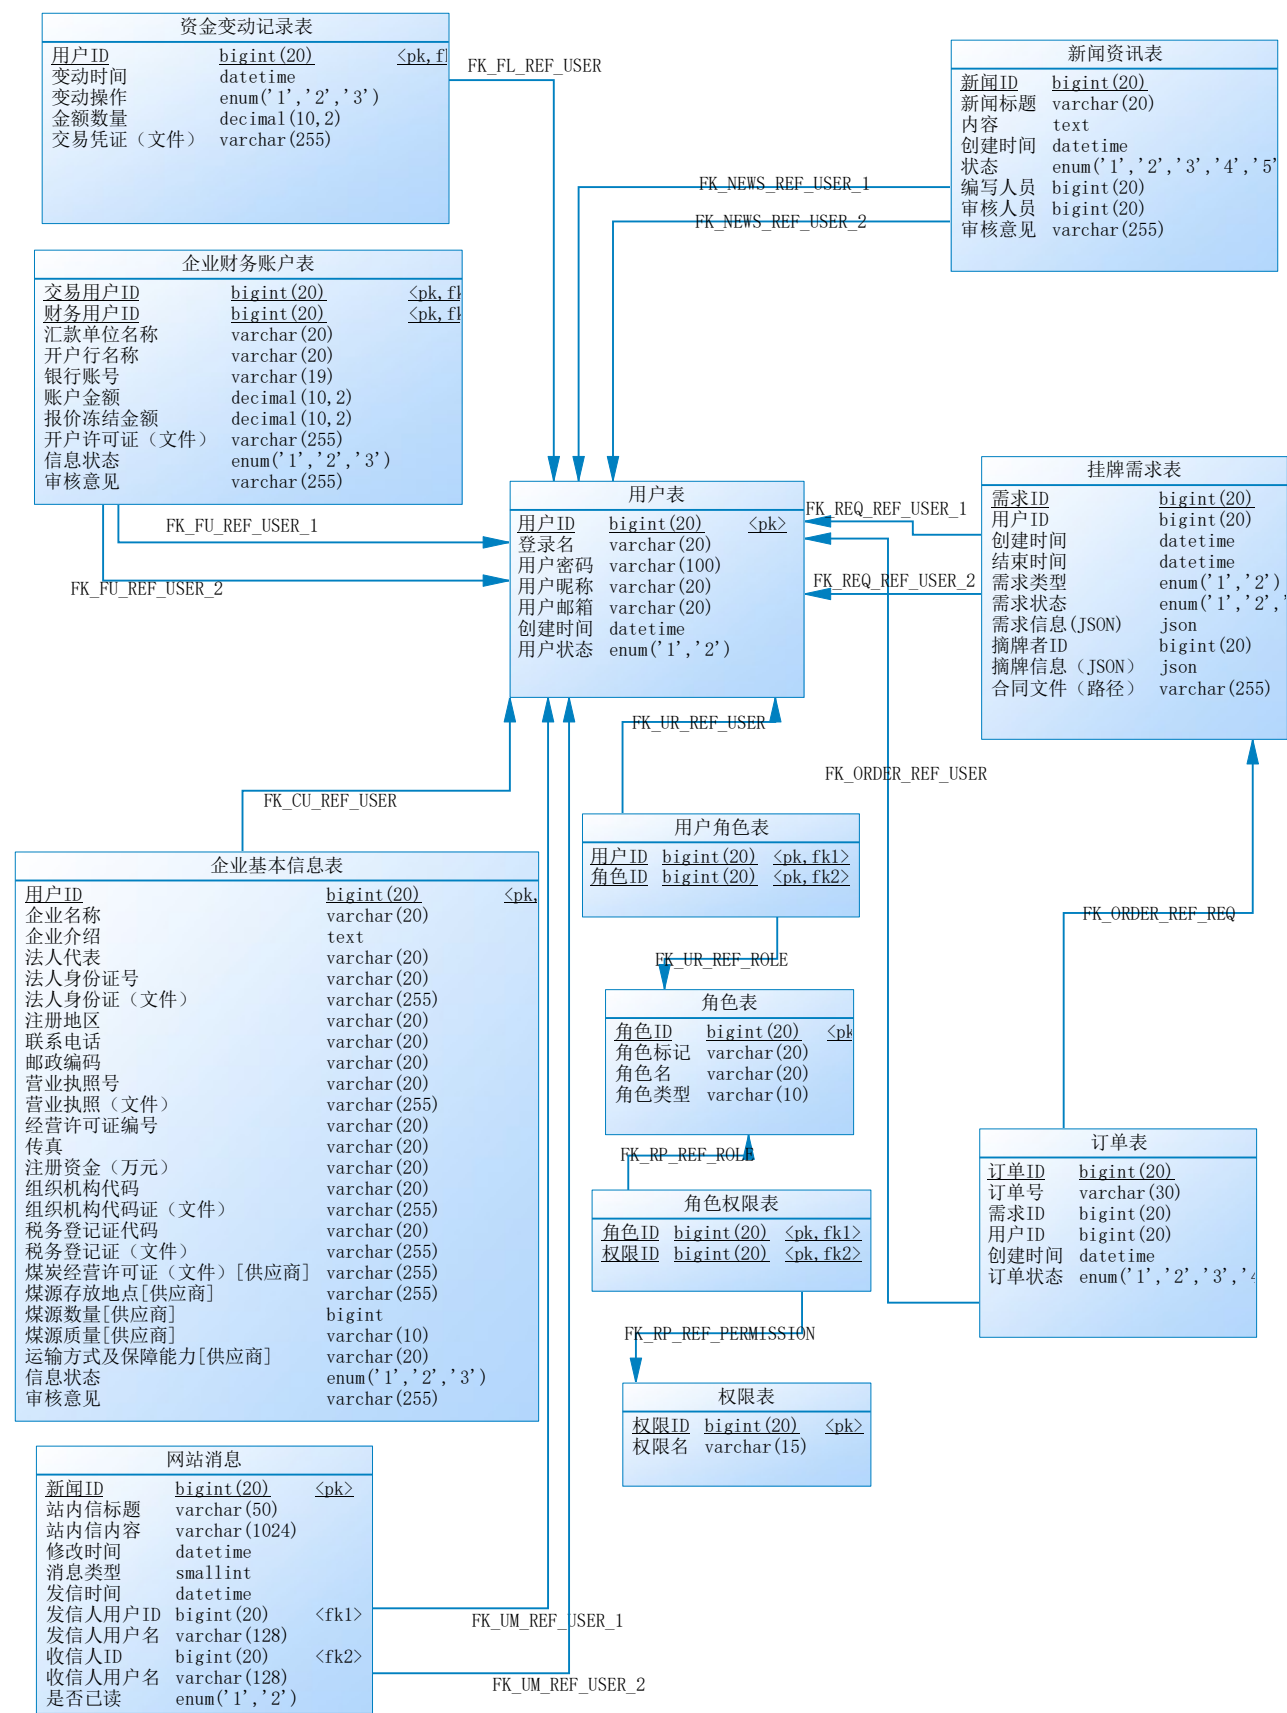 资金变动记录表
用户ID bigint(20) <pk,f
变动时间 datetime
变动操作 enum('1','2','3')
金额数量 decimal(10,2)
交易凭证（文件） varchar(255)
FK_FL_REF_USER
新闻资讯表
新闻ID bigint(20)
新闻标题 varchar(20)
内容 text
创建时间 datetime
状态 enum('1','2','3','4','5'
编写人员 bigint(20)
审核人员 bigint(20)
审核意见 varchar(255)
FK_NEWS_REF_USER_1
FK_NEWS_REF_USER_2
企业财务账户表
交易用户ID bigint(20) <pk,fk
财务用户ID bigint(20) <pk,fk
汇款单位名称 varchar(20)
开户行名称 varchar(20)
银行账号 varchar(19)
账户金额 decimal(10,2)
报价冻结金额 decimal(10,2)
开户许可证（文件） varchar(255)
信息状态 enum('1','2','3')
审核意见 varchar(255)
FK_FU_REF_USER_1
FK_FU_REF_USER_2
用户表
用户ID bigint(20) <pk>
登录名 varchar(20)
用户密码 varchar(100)
用户昵称 varchar(20)
用户邮箱 varchar(20)
创建时间 datetime
用户状态 enum('1','2')
FK_REQ_REF_USER_1
FK_REQ_REF_USER_2
挂牌需求表
需求ID bigint(20)
用户ID bigint(20)
创建时间 datetime
结束时间 datetime
需求类型 enum('1','2')
需求状态 enum('1','2','
需求信息(JSON) json
摘牌者ID bigint(20)
摘牌信息（JSON） json
合同文件（路径） varchar(255)
FK_UR_REF_USER
FK_ORDER_REF_USER
FK_CU_REF_USER
用户角色表
用户ID bigint(20) <pk,fk1>
角色ID bigint(20) <pk,fk2>
企业基本信息表
用户ID bigint(20) <pk,
企业名称 varchar(20)
企业介绍 text
法人代表 varchar(20)
法人身份证号 varchar(20)
法人身份证（文件） varchar(255)
注册地区 varchar(20)
联系电话 varchar(20)
邮政编码 varchar(20)
营业执照号 varchar(20)
营业执照（文件） varchar(255)
经营许可证编号 varchar(20)
传真 varchar(20)
注册资金（万元） varchar(20)
组织机构代码 varchar(20)
组织机构代码证（文件） varchar(255)
税务登记证代码 varchar(20)
税务登记证（文件） varchar(255)
煤炭经营许可证（文件）[供应商] varchar(255)
煤源存放地点[供应商] varchar(255)
煤源数量[供应商] bigint
煤源质量[供应商] varchar(10)
运输方式及保障能力[供应商] varchar(20)
信息状态 enum('1','2','3')
审核意见 varchar(255)
FK_ORDER_REF_REQ
FK_UR_REF_ROLE
角色表
角色ID bigint(20) <pk
角色标记 varchar(20)
角色名 varchar(20)
角色类型 varchar(10)
FK_RP_REF_ROLE
角色权限表
角色ID bigint(20) <pk,fk1>
权限ID bigint(20) <pk,fk2>
订单表
订单ID bigint(20)
订单号 varchar(30)
需求ID bigint(20)
用户ID bigint(20)
创建时间 datetime
订单状态 enum('1','2','3','4
FK_RP_REF_PERMISSION
权限表
权限ID bigint(20) <pk>
权限名 varchar(15)
网站消息
新闻ID bigint(20) <pk>
站内信标题 varchar(50)
站内信内容 varchar(1024)
修改时间 datetime
消息类型 smallint
发信时间 datetime
发信人用户ID bigint(20) <fk1>
发信人用户名 varchar(128)
收信人ID bigint(20) <fk2>
收信人用户名 varchar(128)
是否已读 enum('1','2')
FK_UM_REF_USER_1
FK_UM_REF_USER_2